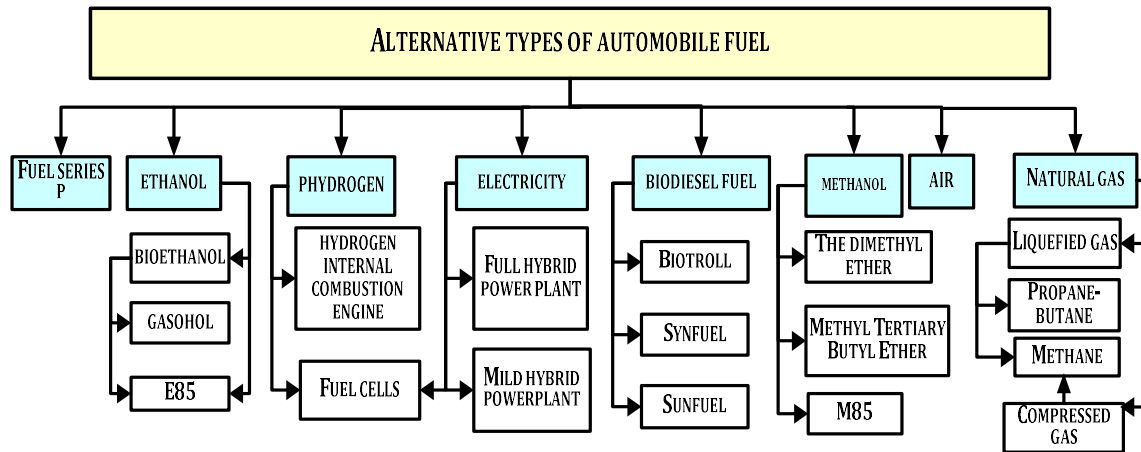 ALTERNATIVE TYPES OF AUTOMOBILE FUEL
FUEL SERIES
P
ETHANOL
PHYDROGEN
ELECTRICITY
BIODIESEL FUEL
METHANOL
AIR
NATURAL GAS
BIOETHANOL
GASOHOL
E85
HYDROGEN
INTERNAL
COMBUSTION
ENGINE
FUEL CELLS
FULL HYBRID
POWER PLANT
MILD HYBRID
POWERPLANT
BIOTROLL
SYNFUEL
SUNFUEL
THE DIMETHYL
ETHER
METHYL TERTIARY
BUTYL ETHER
M85
LIQUEFIED GAS
PROPANE-
BUTANE
METHANE
COMPRESSED
GAS